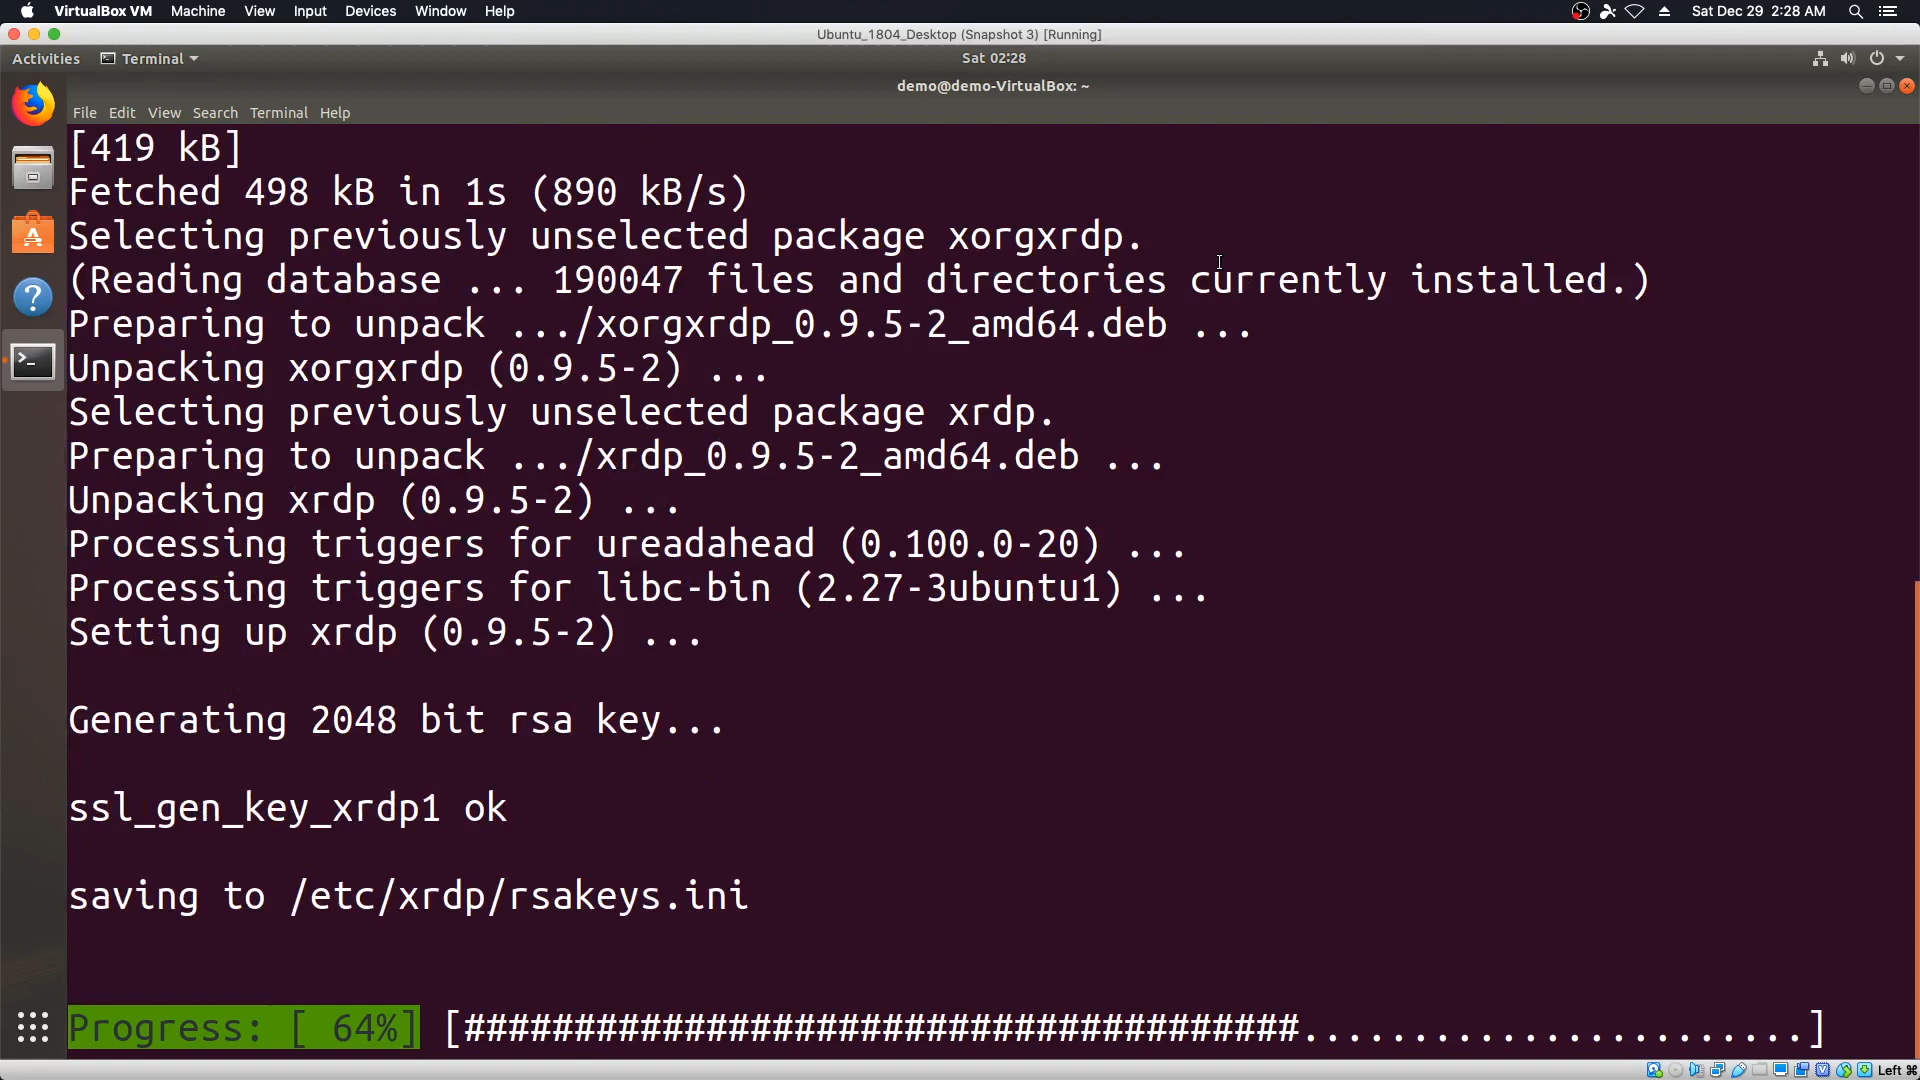 VirtualBox VM Machine View Input Devices Window Help Sat Dec 29 2:28 AM
Ubuntu_1804_Desktop (Snapshot 3) [Running]
Activities Terminal Sat 02:28
demo@demo-VirtualBox: ~
File Edit View Search Terminal Help
[419 kB]
Fetched 498 kB in 1s (890 kB/s)
Selecting previously unselected package xorgxrdp.
(Reading database ... 190047 files and directories currently installed.)
Preparing to unpack .../xorgxrdp_0.9.5-2_amd64.deb ...
Unpacking xorgxrdp (0.9.5-2) ...
Selecting previously unselected package xrdp.
Preparing to unpack .../xrdp_0.9.5-2_amd64.deb ...
Unpacking xrdp (0.9.5-2) ...
Processing triggers for ureadahead (0.100.0-20) ...
Processing triggers for libc-bin (2.27-3ubuntu1) ...
Setting up xrdp (0.9.5-2) ...
Generating 2048 bit rsa key...
ssl_gen_key_xrdp1 ok
saving to /etc/xrdp/rsakeys.ini
Progress: [ 64%] [######################################.......................]
Left ⌘